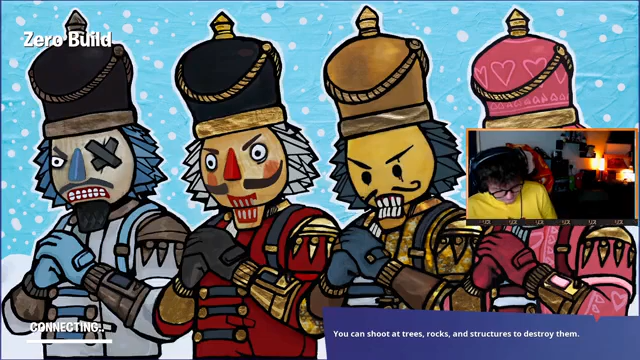 Zero Build
CONNECTING..
You can shoot at trees, rocks, and structures to destroy them.